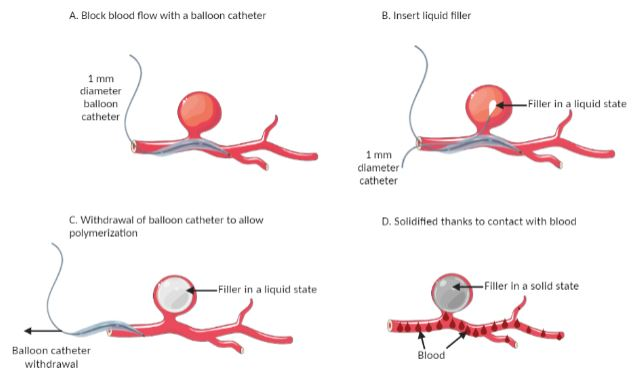 A. Block blood flow with a balloon catheter
B. Insert liquid filler
1 mm
diameter
balloon
catheter
Filler in a liquid state
1 mm
diameter
catheter
C. Withdrawal of balloon catheter to allow
polymerization
D. Solidified thanks to contact with blood
Filler in a liquid state
Filler in a solid state
Balloon catheter
withdrawal
Blood